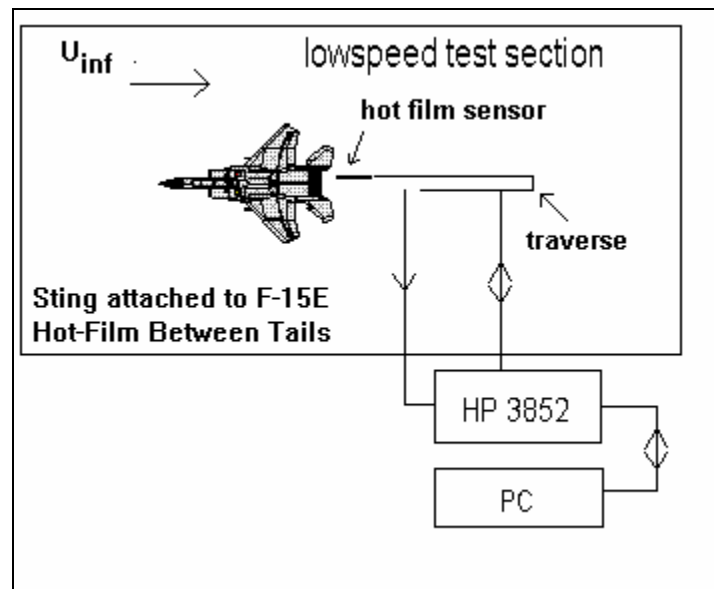 U_inf
lowspeed test section
hot film sensor
traverse
Sting attached to F-15E
Hot-Film Between Tails
HP 3852
PC